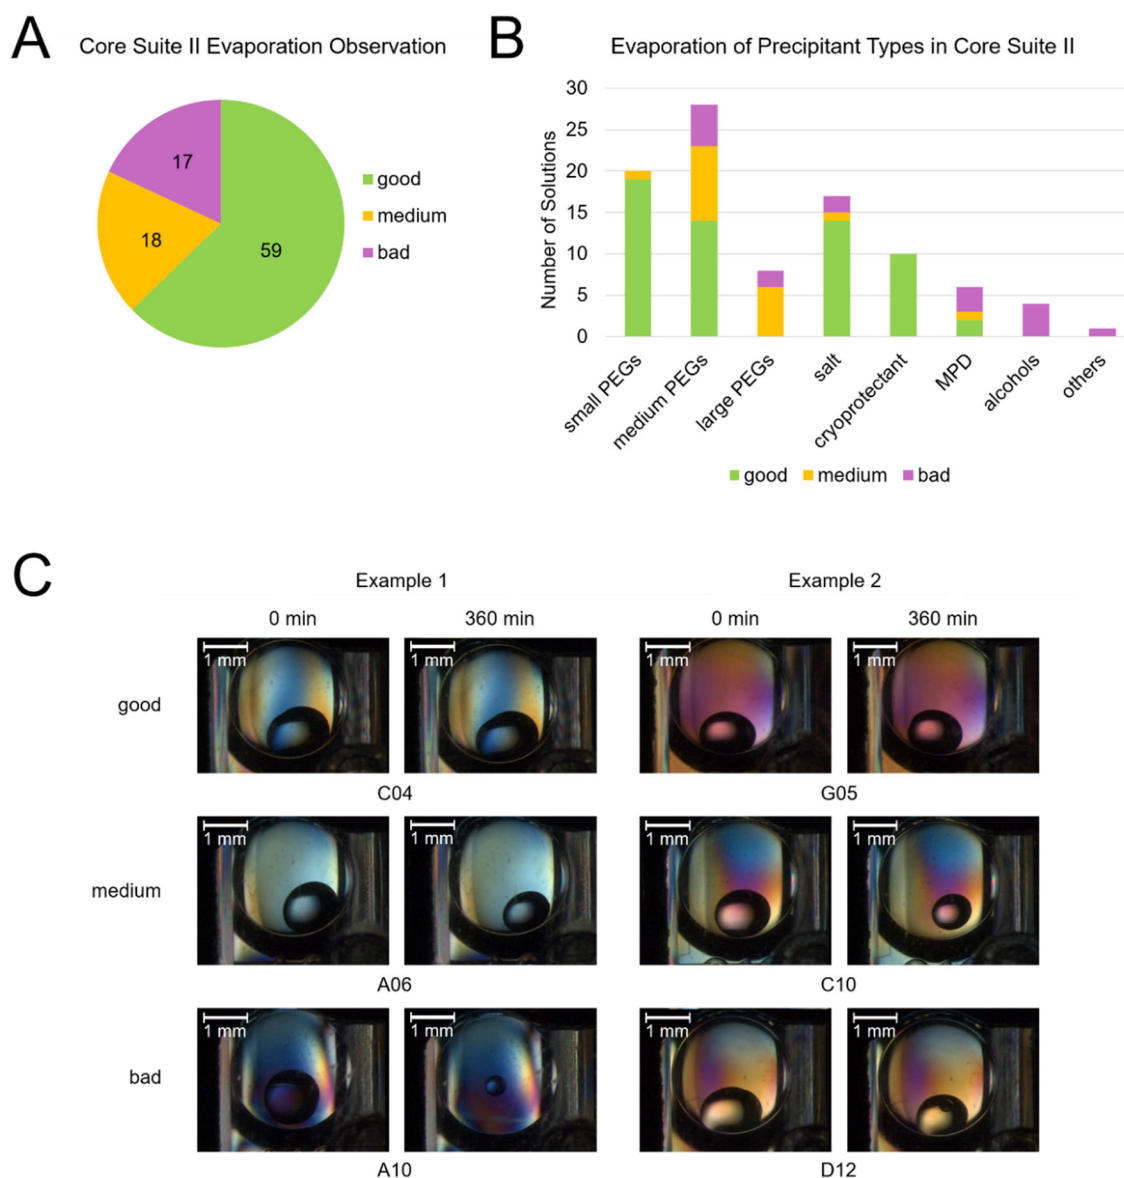 A
Core Suite II Evaporation Observation
17
18
59
good
medium
bad
B
Evaporation of Precipitant Types in Core Suite II
Number of Solutions
30
25
20
15
10
5
0
small PEGs
medium PEGs
large PEGs
salt
cryoprotectant
MPD
alcohols
others
good medium bad
C
Example 1 Example 2
0 min 360 min 0 min 360 min
good
1 mm 1 mm 1 mm 1 mm
C04 G05
medium
1 mm 1 mm 1 mm 1 mm
A06 C10
bad
1 mm 1 mm 1 mm 1 mm
A10 D12